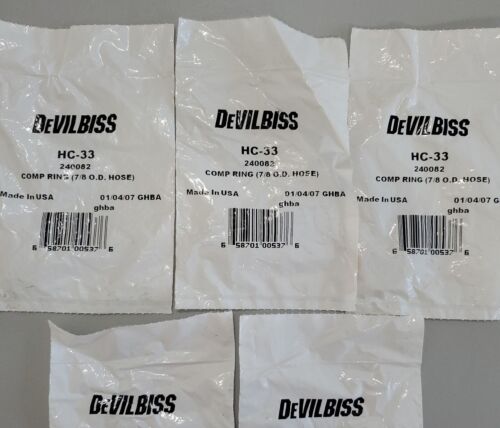 DEVILBISS
HC-33
240082
COMP RING (7/8 O.D. HOSE)
Made In USA 01/04/07 GHBA
ghba
6 58701 00537 6
DEVILBISS
HC-33
240082
COMP RING (7/8 O.D. HOSE)
Made In USA 01/04/07 GHBA
ghba
6 58701 00537 6
DEVILBISS
HC-33
240082
COMP RING (7/8 O.D. HOSE)
Made In USA 01/04/07 GHBA
ghba
6 58701 00537 6
DEVILBISS
DEVILBISS